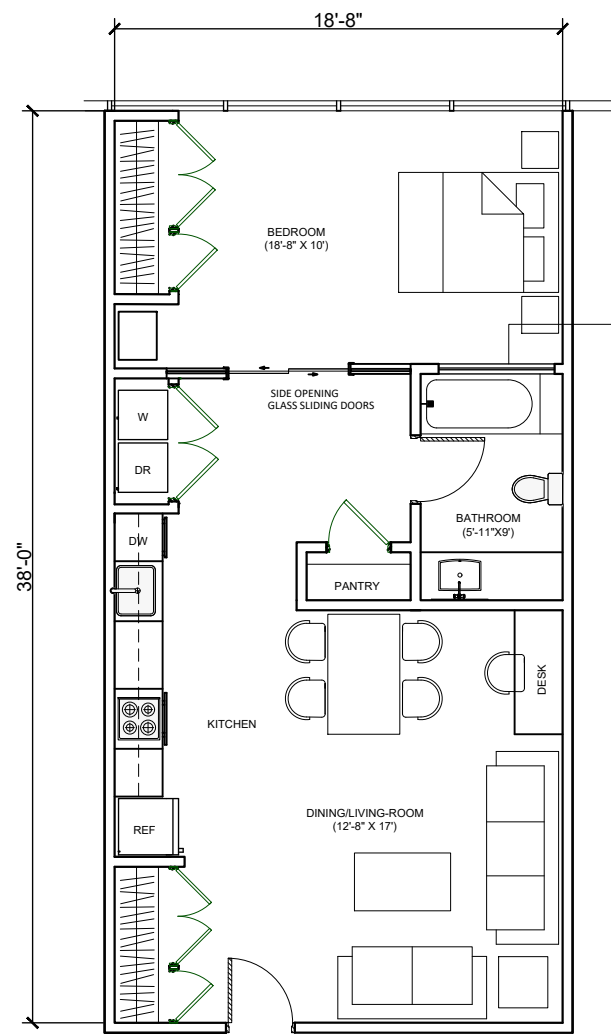 18'-8"
38'-0"
BEDROOM
(18'-8" X 10')
SIDE OPENING
GLASS SLIDING DOORS
W
DR
DW
BATHROOM
(5'-11"X9')
PANTRY
DESK
KITCHEN
DINING/LIVING-ROOM
(12'-8" X 17')
REF